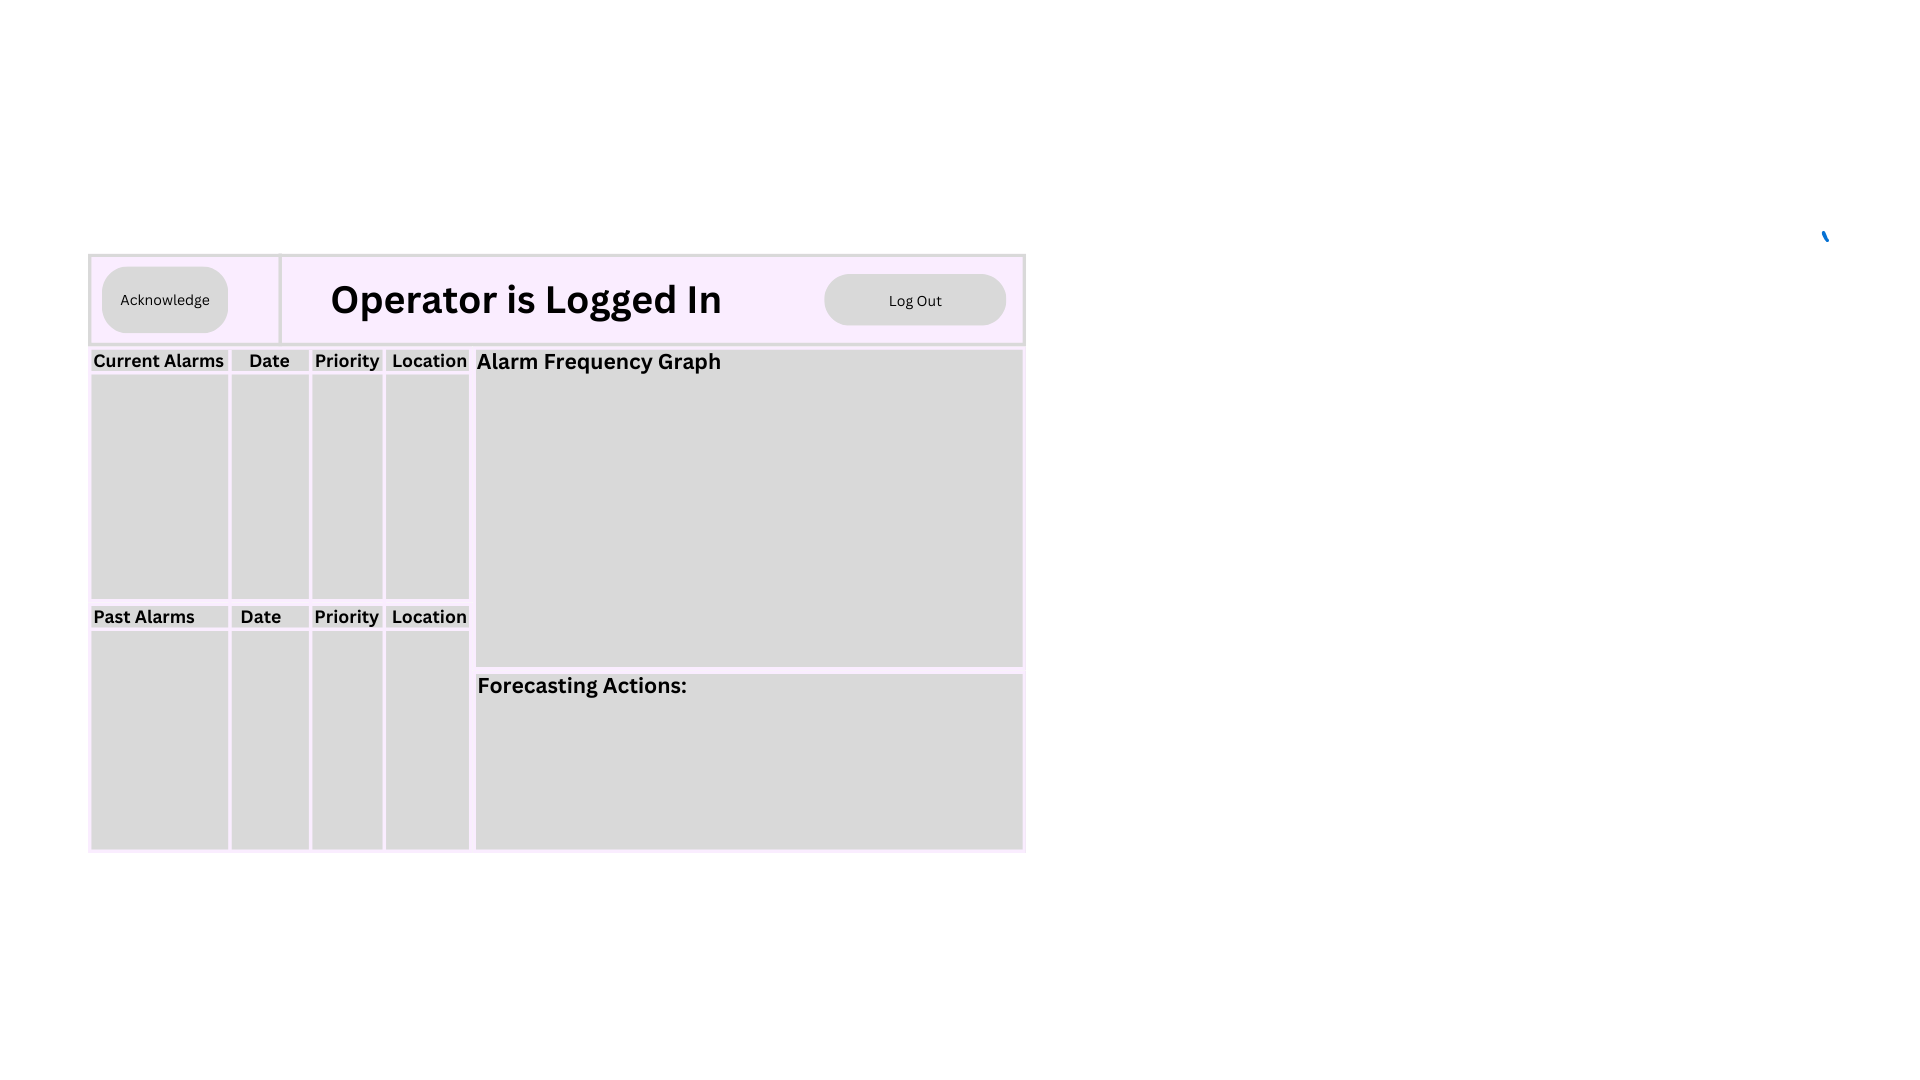 Acknowledge
Operator is Logged In
Log Out
Current Alarms Date Priority Location
Alarm Frequency Graph
Past Alarms Date Priority Location
Forecasting Actions: